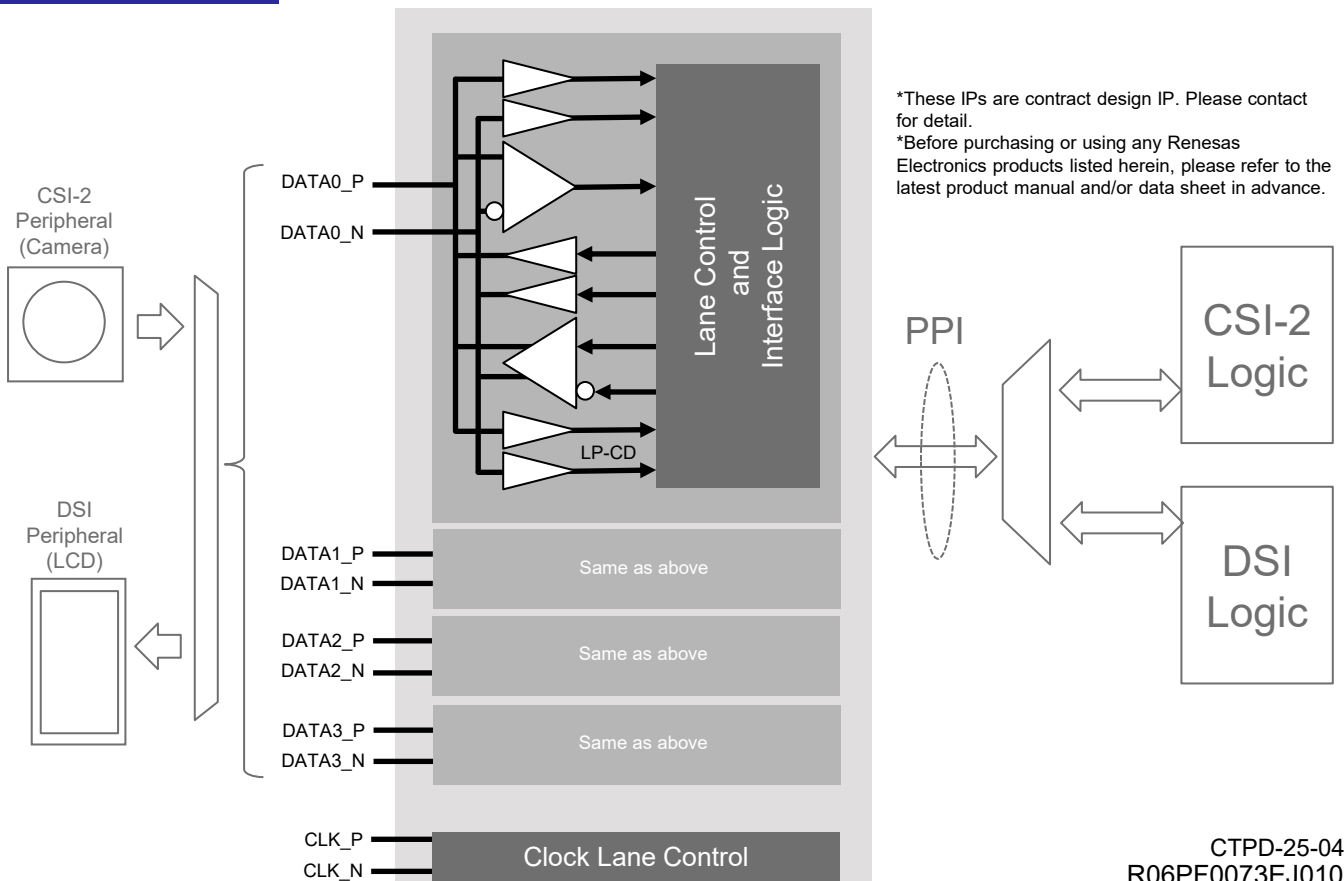 *These IPs are contract design IP. Please contact
for detail.
*Before purchasing or using any Renesas
Electronics products listed herein, please refer to the
latest product manual and/or data sheet in advance.
CSI-2
Peripheral
(Camera)
DSI
Peripheral
(LCD)
DATA0_P
DATA0_N
LP-CD
Lane Control
and
Interface Logic
DATA1_P
DATA1_N
Same as above
DATA2_P
DATA2_N
Same as above
DATA3_P
DATA3_N
Same as above
CLK_P
CLK_N
Clock Lane Control
PPI
CSI-2
Logic
DSI
Logic
CTPD-25-04
R06PF0073EJ010